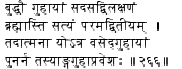 बुद्धौ गुहायां सदसद्विलक्षणं
ब्रह्मास्ति सत्यं परमद्वितीयम् ।
तदात्मना योऽत्र वसेद्गुहायां
पुनर्न तस्याङ्गगुहाप्रवेशः ॥ २६६॥